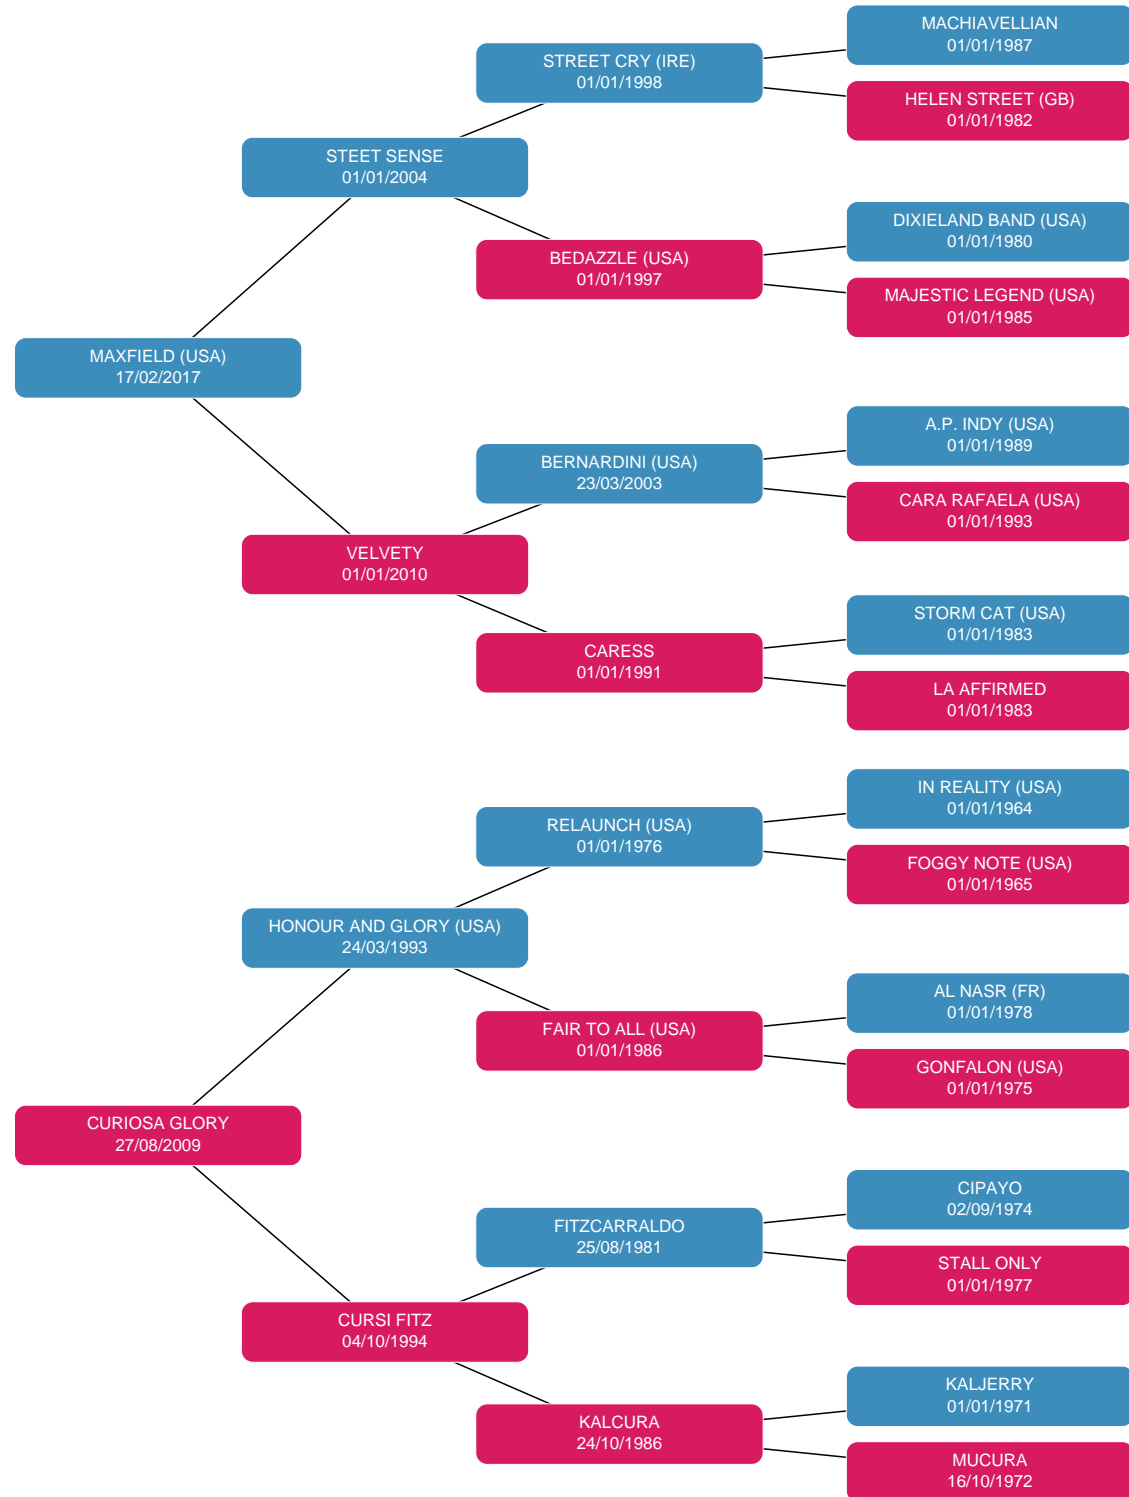 MACHIAVELLIAN
01/01/1987
STREET CRY (IRE)
01/01/1998
HELEN STREET (GB)
01/01/1982
STEET SENSE
01/01/2004
DIXIELAND BAND (USA)
01/01/1980
BEDAZZLE (USA)
01/01/1997
MAJESTIC LEGEND (USA)
01/01/1985
MAXFIELD (USA)
17/02/2017
A.P. INDY (USA)
01/01/1989
BERNARDINI (USA)
23/03/2003
CARA RAFAELA (USA)
01/01/1993
VELVETY
01/01/2010
STORM CAT (USA)
01/01/1983
CARESS
01/01/1991
LA AFFIRMED
01/01/1983
IN REALITY (USA)
01/01/1964
RELAUNCH (USA)
01/01/1976
FOGGY NOTE (USA)
01/01/1965
HONOUR AND GLORY (USA)
24/03/1993
AL NASR (FR)
01/01/1978
FAIR TO ALL (USA)
01/01/1986
GONFALON (USA)
01/01/1975
CURIOSA GLORY
27/08/2009
CIPAYO
02/09/1974
FITZCARRALDO
25/08/1981
STALL ONLY
01/01/1977
CURSI FITZ
04/10/1994
KALJERRY
01/01/1971
KALCURA
24/10/1986
MUCURA
16/10/1972